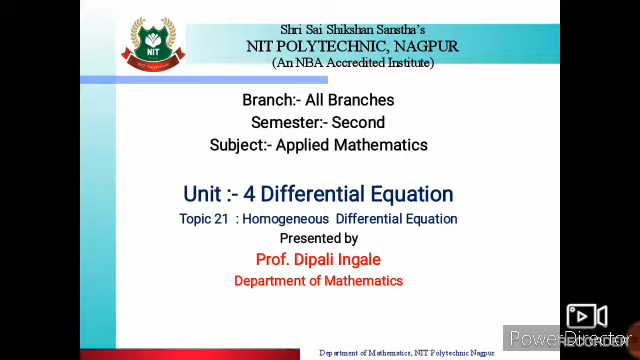 Shri Sai Shikshan Sanstha's
NIT POLYTECHNIC, NAGPUR
(An NBA Accredited Institute)
NIT
Branch:- All Branches
Semester:- Second
Subject:- Applied Mathematics
Unit :- 4 Differential Equation
Topic 21 : Homogeneous Differential Equation
Presented by
Prof. Dipali Ingale
Department of Mathematics
RECORDER
PowerDirector
Department of Mathematics, NIT Polytechnic Nagpur